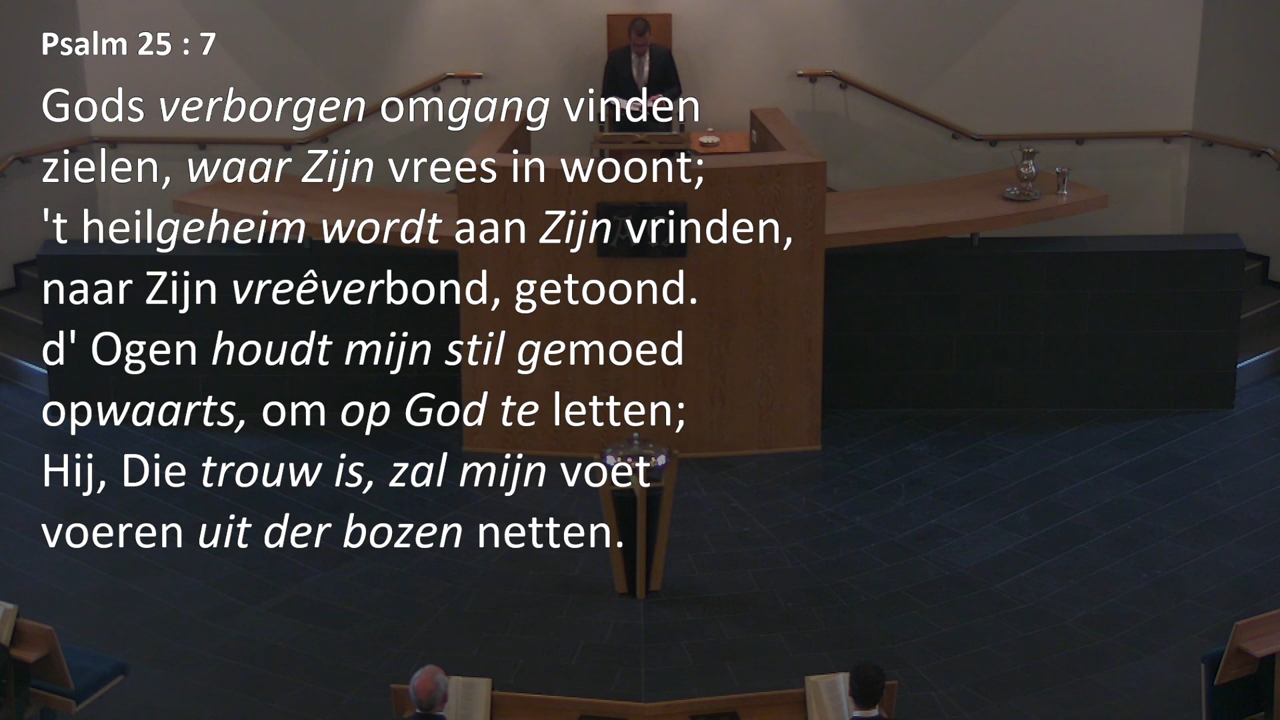 Psalm 25 : 7
Gods verborgen omgang vinden
zielen, waar Zijn vrees in woont;
't heilgeheim wordt aan Zijn vrinden,
naar Zijn vreêverbond, getoond.
d' Ogen houdt mijn stil gemoed
opwaarts, om op God te letten;
Hij, Die trouw is, zal mijn voet
voeren uit der bozen netten.